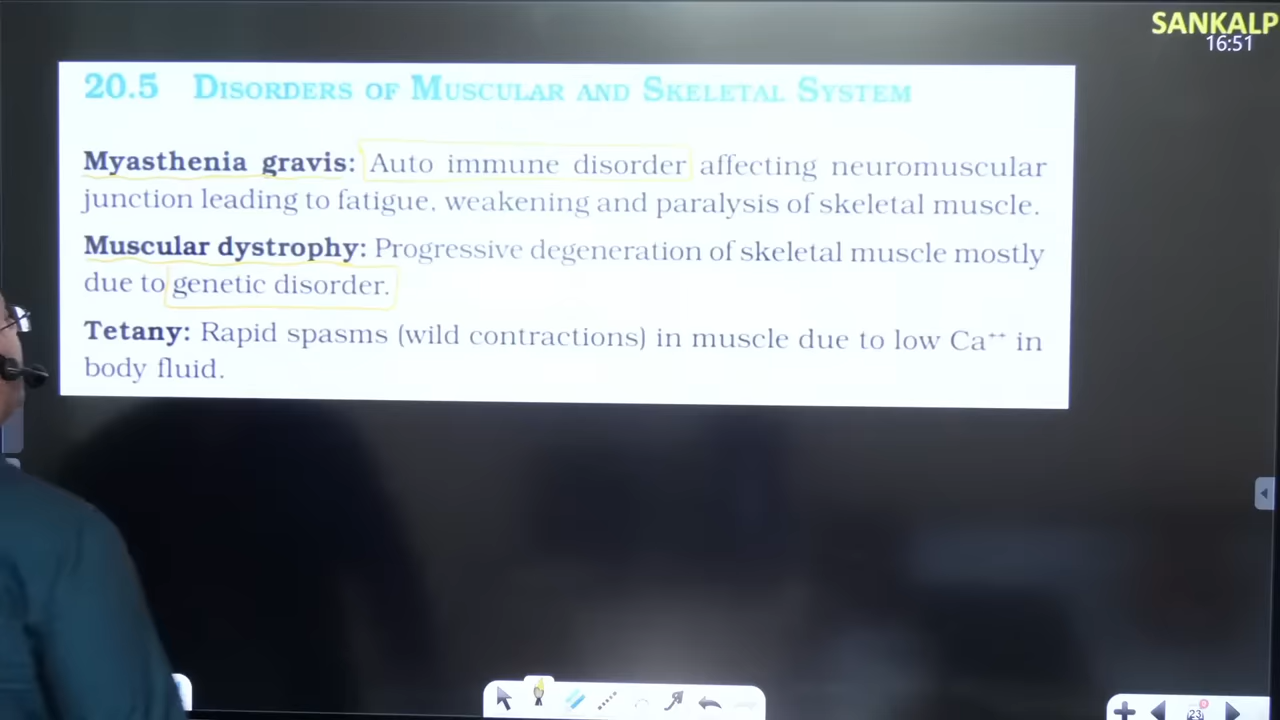 SANKALP
16:51
20.5 DISORDERS OF MUSCULAR AND SKELETAL SYSTEM
Myasthenia gravis: Auto immune disorder affecting neuromuscular
junction leading to fatigue, weakening and paralysis of skeletal muscle.
Muscular dystrophy: Progressive degeneration of skeletal muscle mostly
due to genetic disorder.
Tetany: Rapid spasms (wild contractions) in muscle due to low Ca⁺⁺ in
body fluid.
23